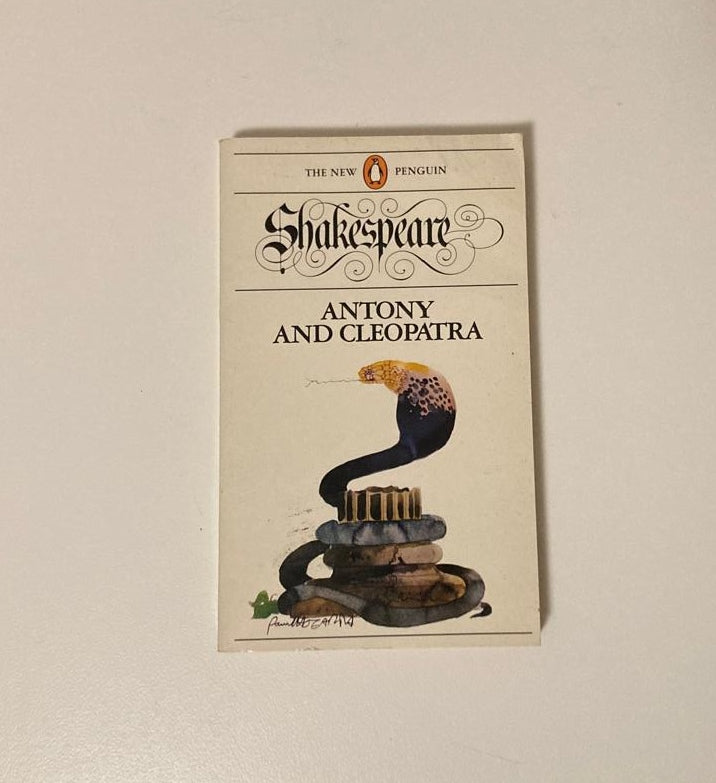 THE NEW PENGUIN
Shakespeare
ANTONY
AND CLEOPATRA